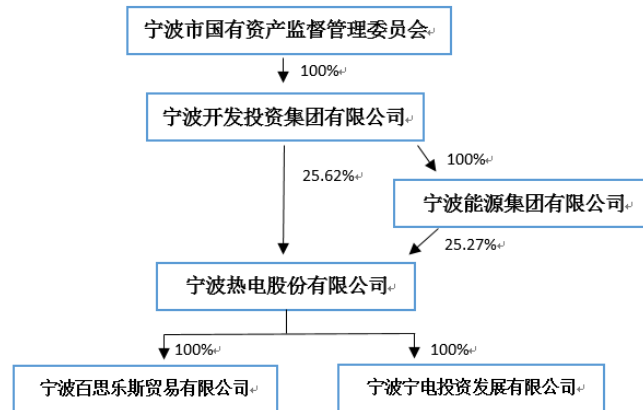 宁波市国有资产监督管理委员会
100%
宁波开发投资集团有限公司
100%
25.62%
宁波能源集团有限公司
25.27%
宁波热电股份有限公司
100%
100%
宁波百思乐斯贸易有限公司
宁波宁电投资发展有限公司